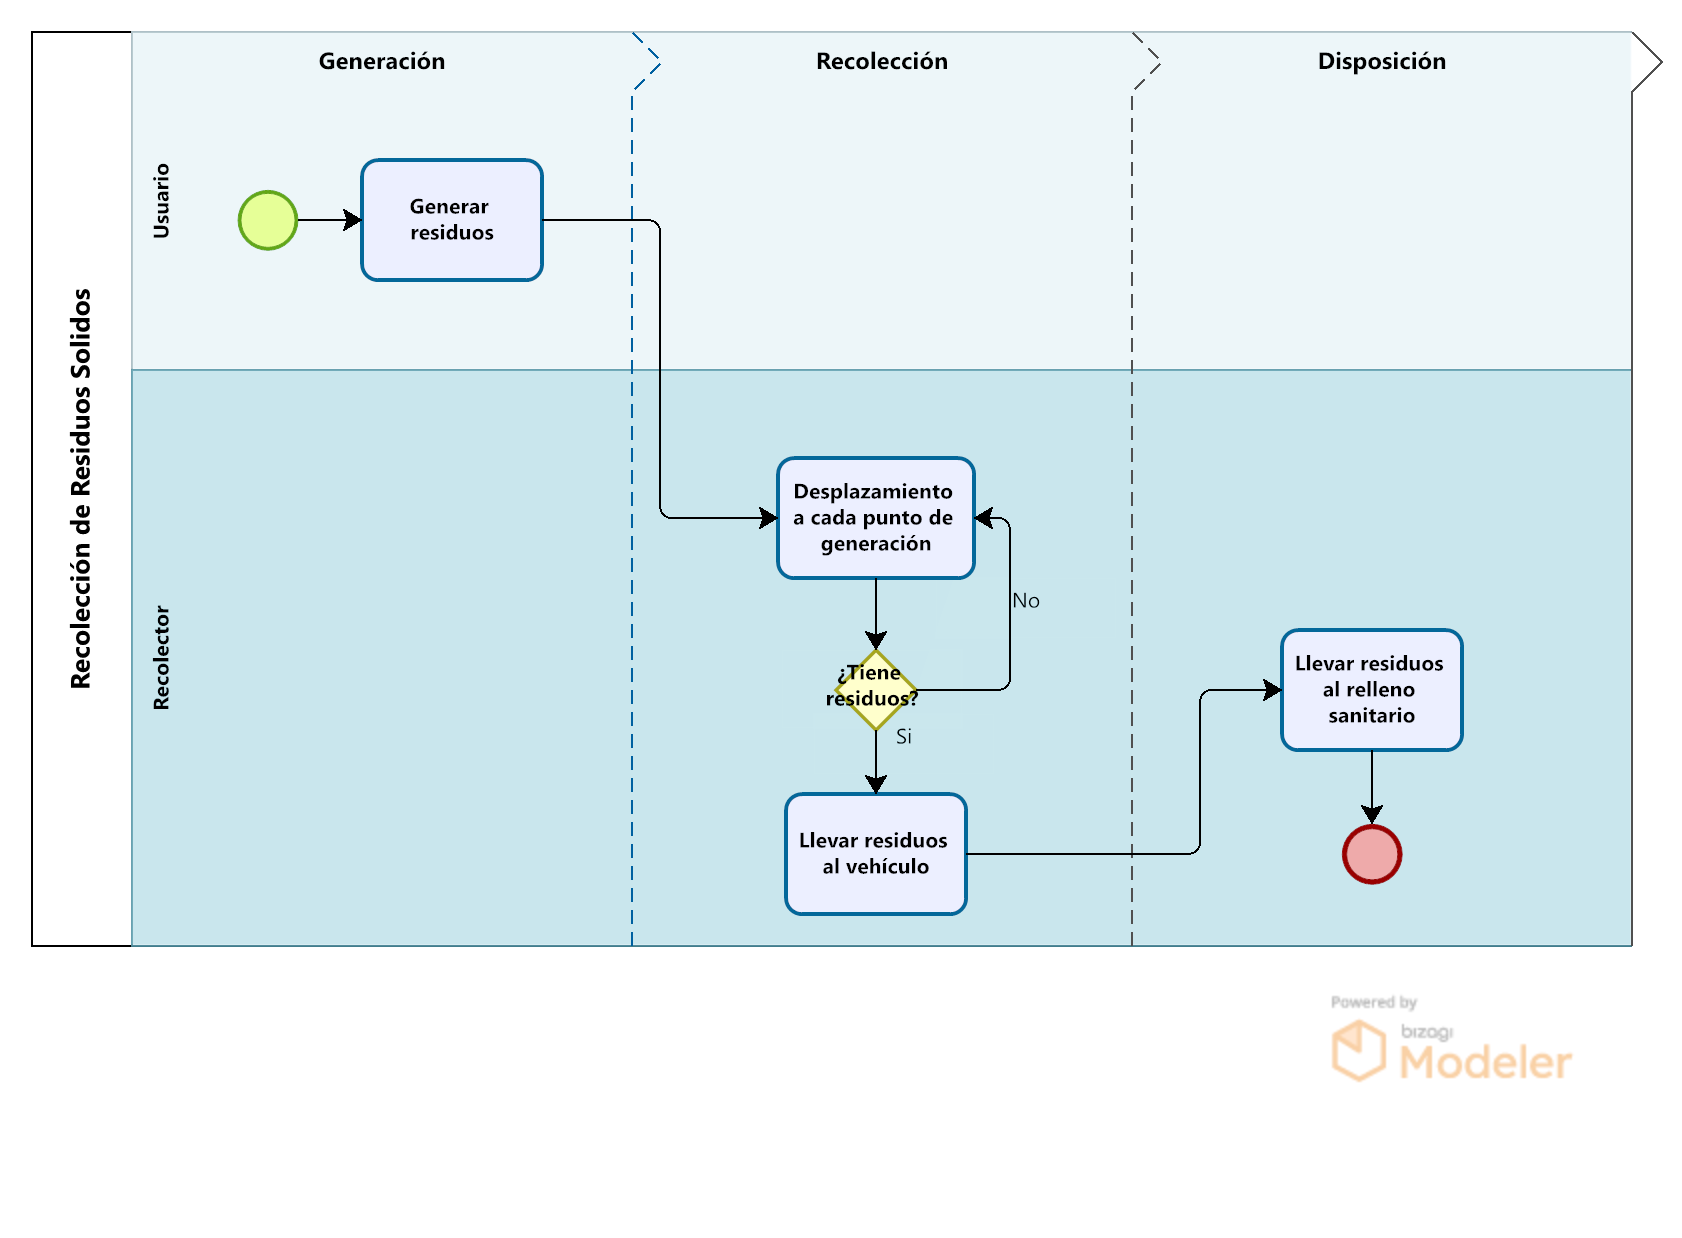 Recolección de Residuos Solidos
Generación
Recolección
Disposición
Usuario
Generar
residuos
Recolector
Desplazamiento
a cada punto de
generación
No
¿Tiene
residuos?
Si
Llevar residuos
al vehículo
Llevar residuos
al relleno
sanitario
Powered by
bizagi
Modeler